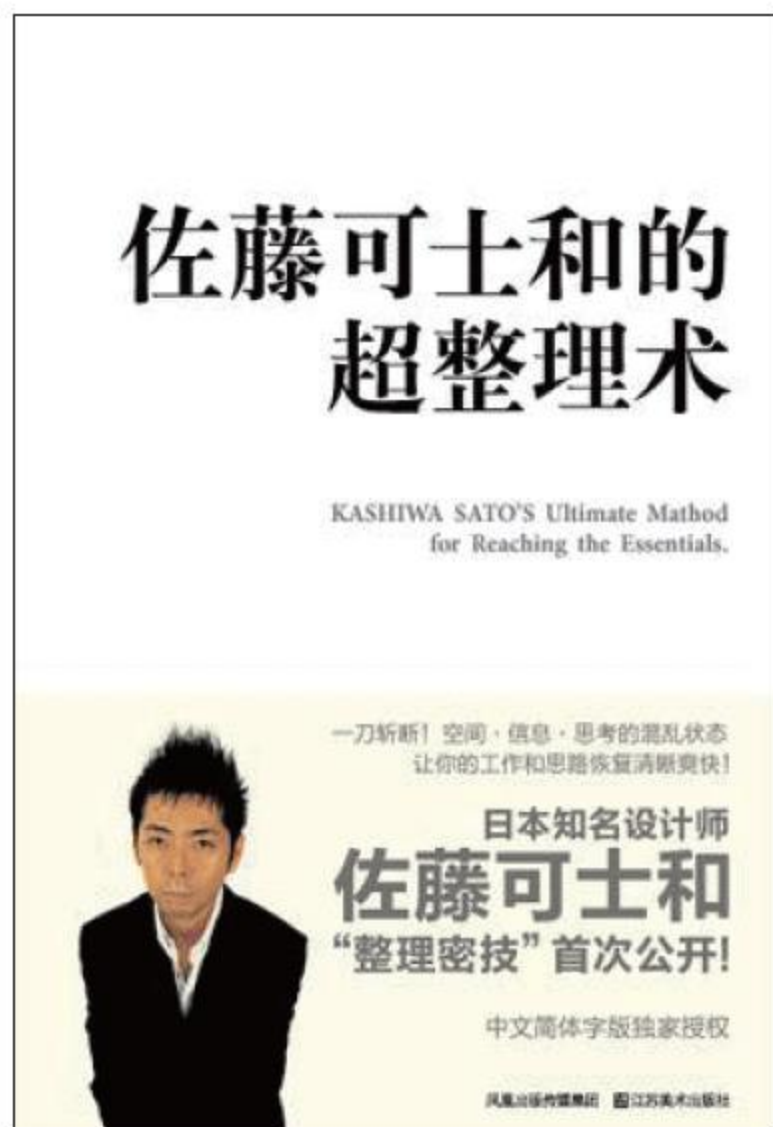 佐藤可士和的
超整理术
KASHIWA SATO'S Ultimate Mathod
for Reaching the Essentials.
一刀斩断！空间·信息·思考的混乱状态
让你的工作和思路恢复清晰爽快！
日本知名设计师
佐藤可士和
“整理密技”首次公开！
中文简体字版独家授权
凤凰出版传媒集团 江苏美术出版社